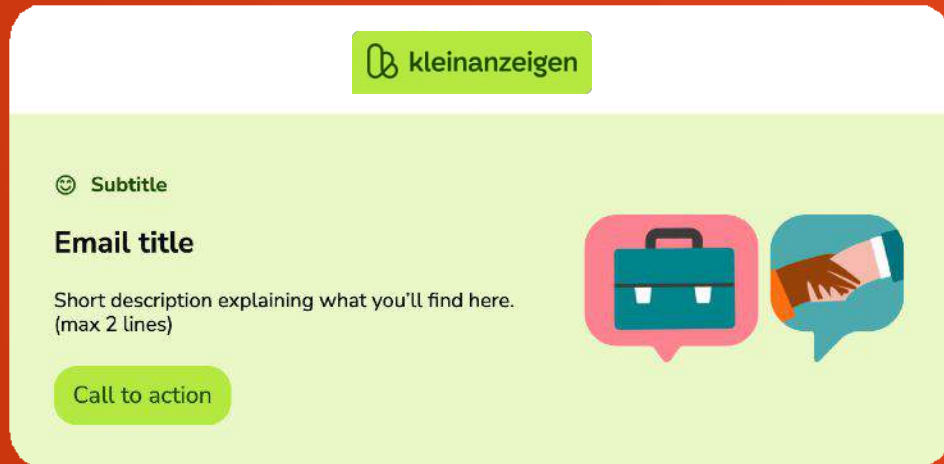 kleinanzeigen
Subtitle
Email title
Short description explaining what you'll find here.
(max 2 lines)
Call to action